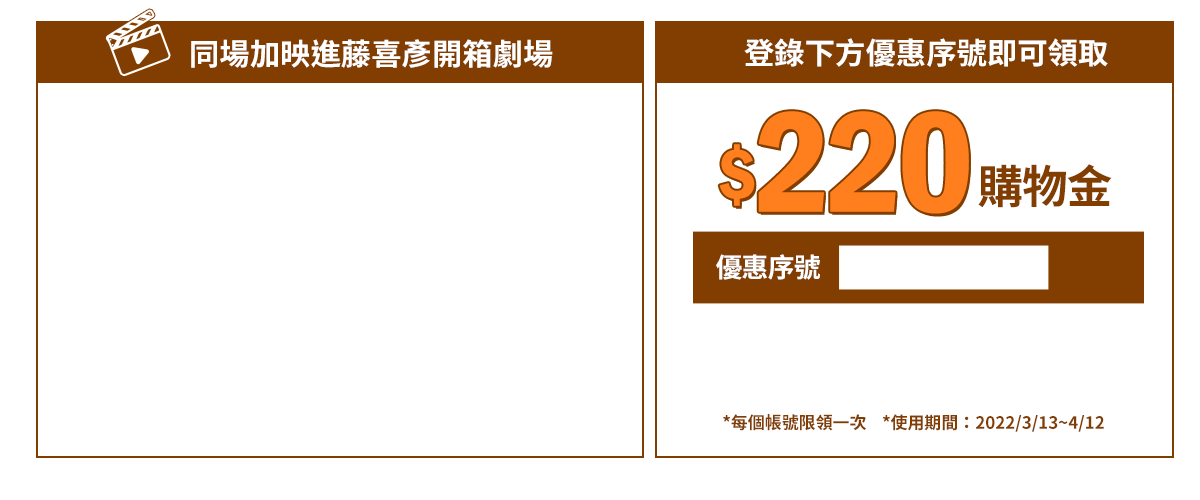 同場加映進藤喜彥開箱劇場
登錄下方優惠序號即可領取
$220購物金
優惠序號
*每個帳號限領一次 *使用期間：2022/3/13~4/12